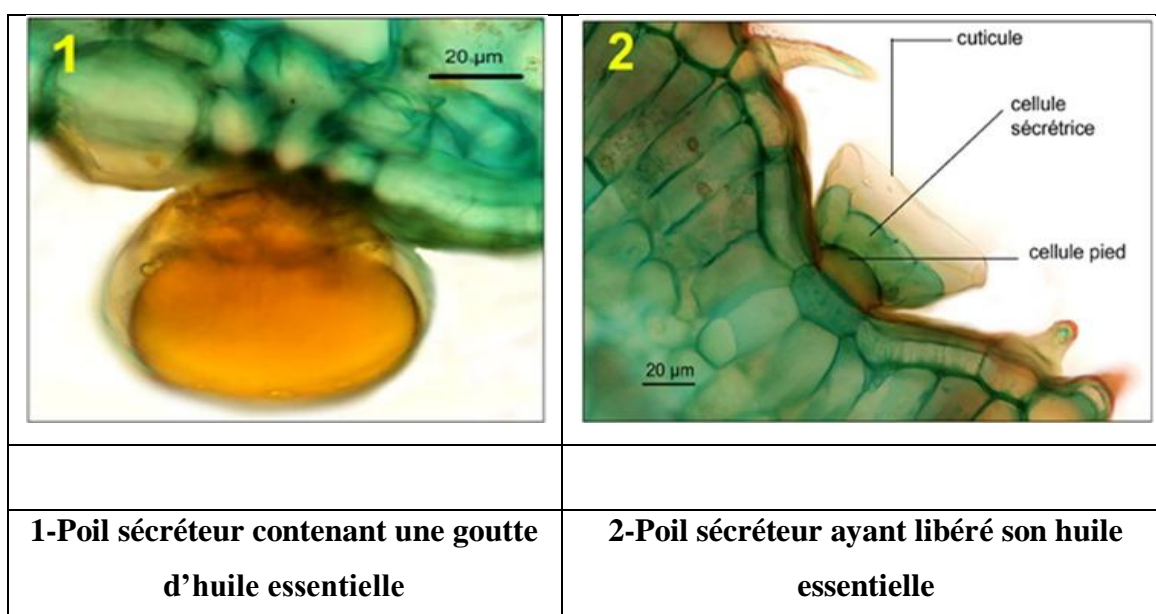 1
20 µm
2
cuticule
cellule
sécrétrice
cellule pied
20 µm
1-Poil sécréteur contenant une goutte
d’huile essentielle
2-Poil sécréteur ayant libéré son huile
essentielle